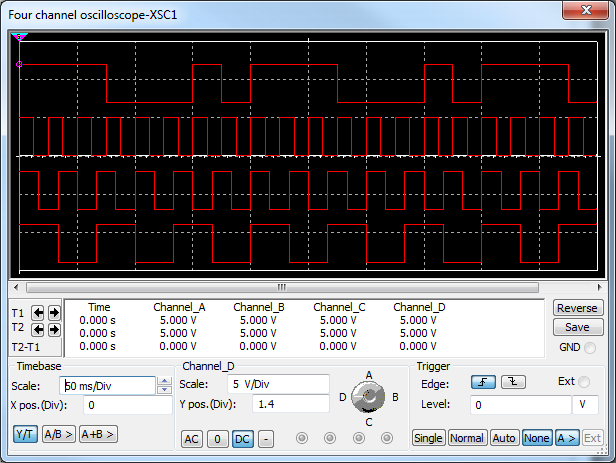 Four channel oscilloscope-XSC1
Time Channel_A Channel_B Channel_C Channel_D
T1 0.000 s 5.000 V 5.000 V 5.000 V 5.000 V
T2 0.000 s 5.000 V 5.000 V 5.000 V 5.000 V
T2-T1 0.000 s 0.000 V 0.000 V 0.000 V 0.000 V
Reverse
Save
GND
Timebase
Scale: 50 ms/Div
X pos.(Div): 0
Y/T A/B > A+B >
Channel_D
Scale: 5 V/Div
Y pos.(Div): 1.4
AC 0 DC -
A
D B
C
Trigger
Edge: Ext
Level: 0 V
Single Normal Auto None A > Ext